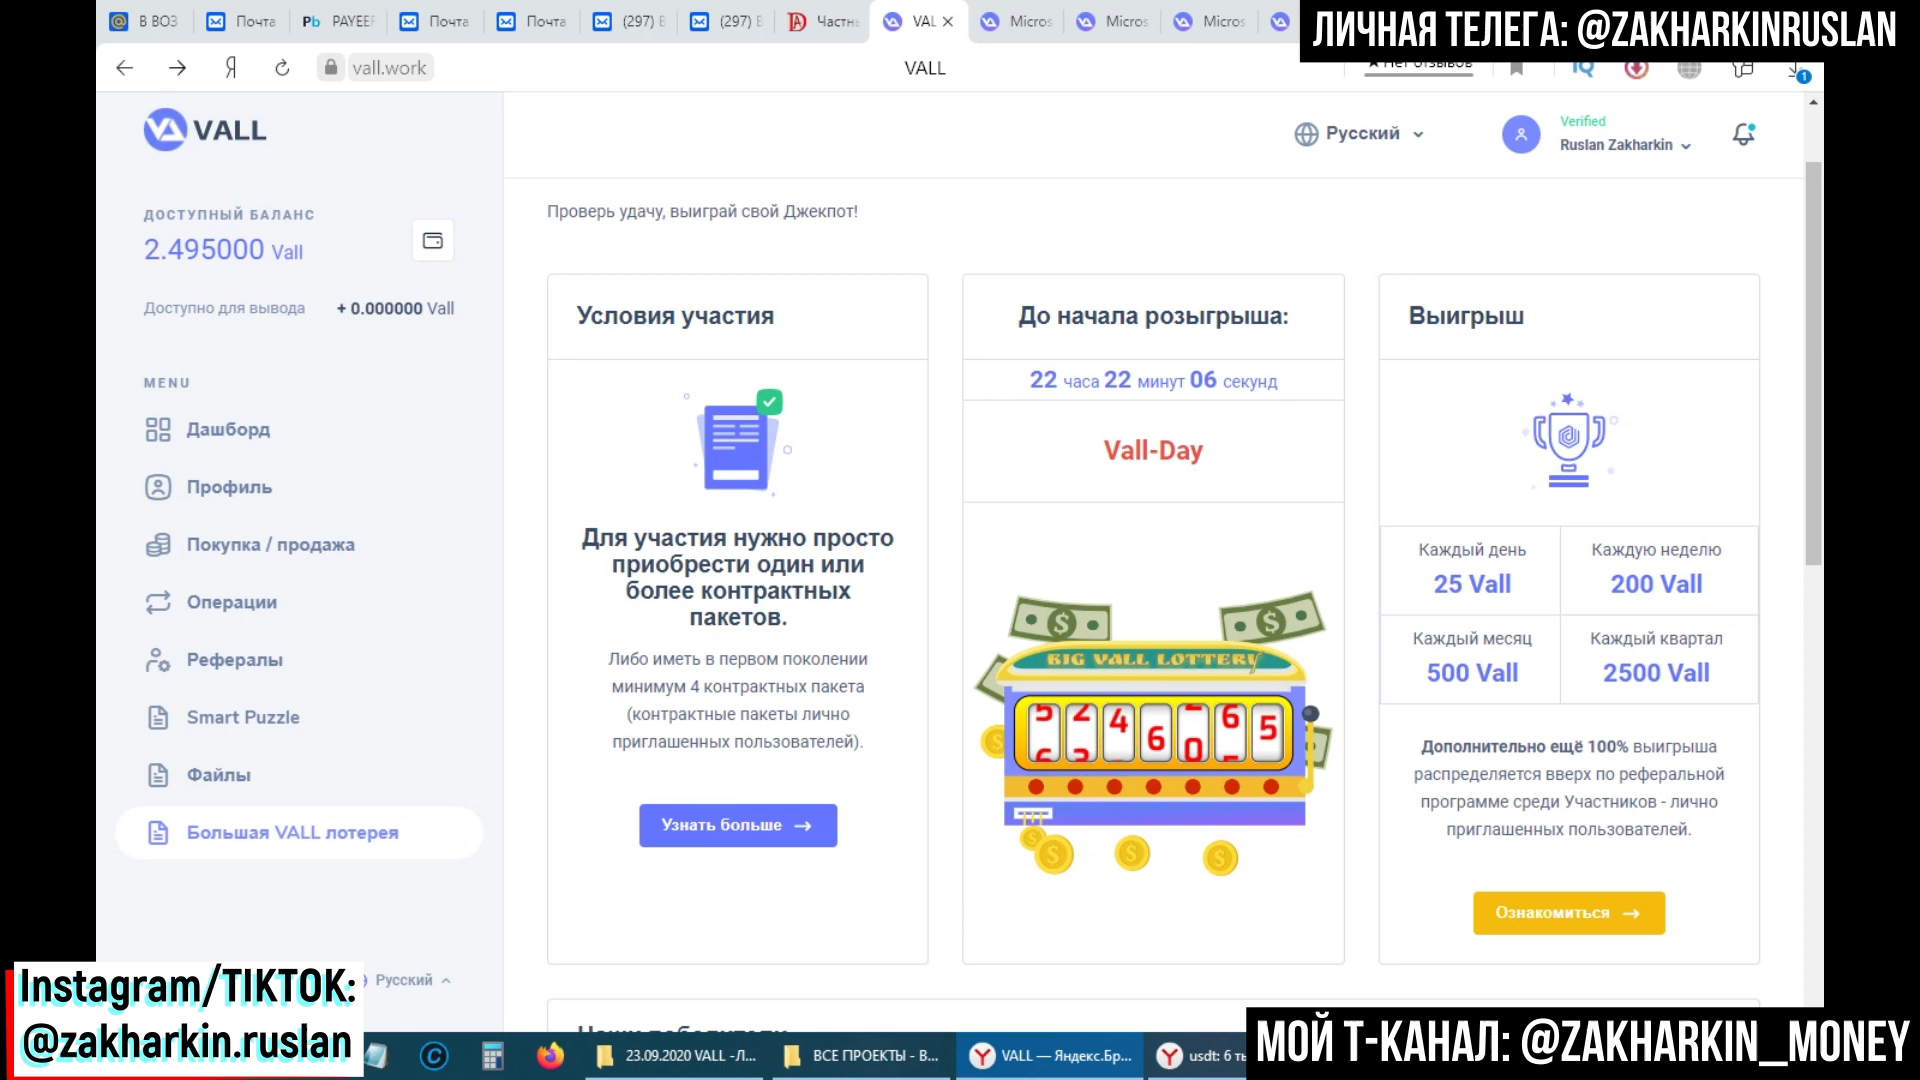 В ВОЗ
Почта
Pb PAYEEF
Почта
Почта
(297) В
(297) В
Частн
VAL
Micros
Micros
Micros
ЛИЧНАЯ ТЕЛЕГА: @ZAKHARKINRUSLAN
Я
vall.work
VALL
Нет отзывов
IQ
1
VALL
Русский
Verified
Ruslan Zakharkin
ДОСТУПНЫЙ БАЛАНС
2.495000 Vall
Доступно для вывода + 0.000000 Vall
MENU
Дашборд
Профиль
Покупка / продажа
Операции
Рефералы
Smart Puzzle
Файлы
Большая VALL лотерея
Русский
Проверь удачу, выиграй свой Джекпот!
Условия участия
Для участия нужно просто
приобрести один или
более контрактных
пакетов.
Либо иметь в первом поколении
минимум 4 контрактных пакета
(контрактные пакеты лично
приглашенных пользователей).
Узнать больше →
До начала розыгрыша:
22 часа 22 минут 06 секунд
Vall-Day
BIG VALL LOTTERY
Выигрыш
Каждый день
25 Vall
Каждую неделю
200 Vall
Каждый месяц
500 Vall
Каждый квартал
2500 Vall
Дополнительно ещё 100% выигрыша
распределяется вверх по реферальной
программе среди Участников - лично
приглашенных пользователей.
Ознакомиться →
Instagram/TIKTOK:
@zakharkin.ruslan
23.09.2020 VALL -Л...
ВСЕ ПРОЕКТЫ - В...
VALL — Яндекс.Бр...
usdt: 6 ты
МОЙ Т-КАНАЛ: @ZAKHARKIN_MONEY